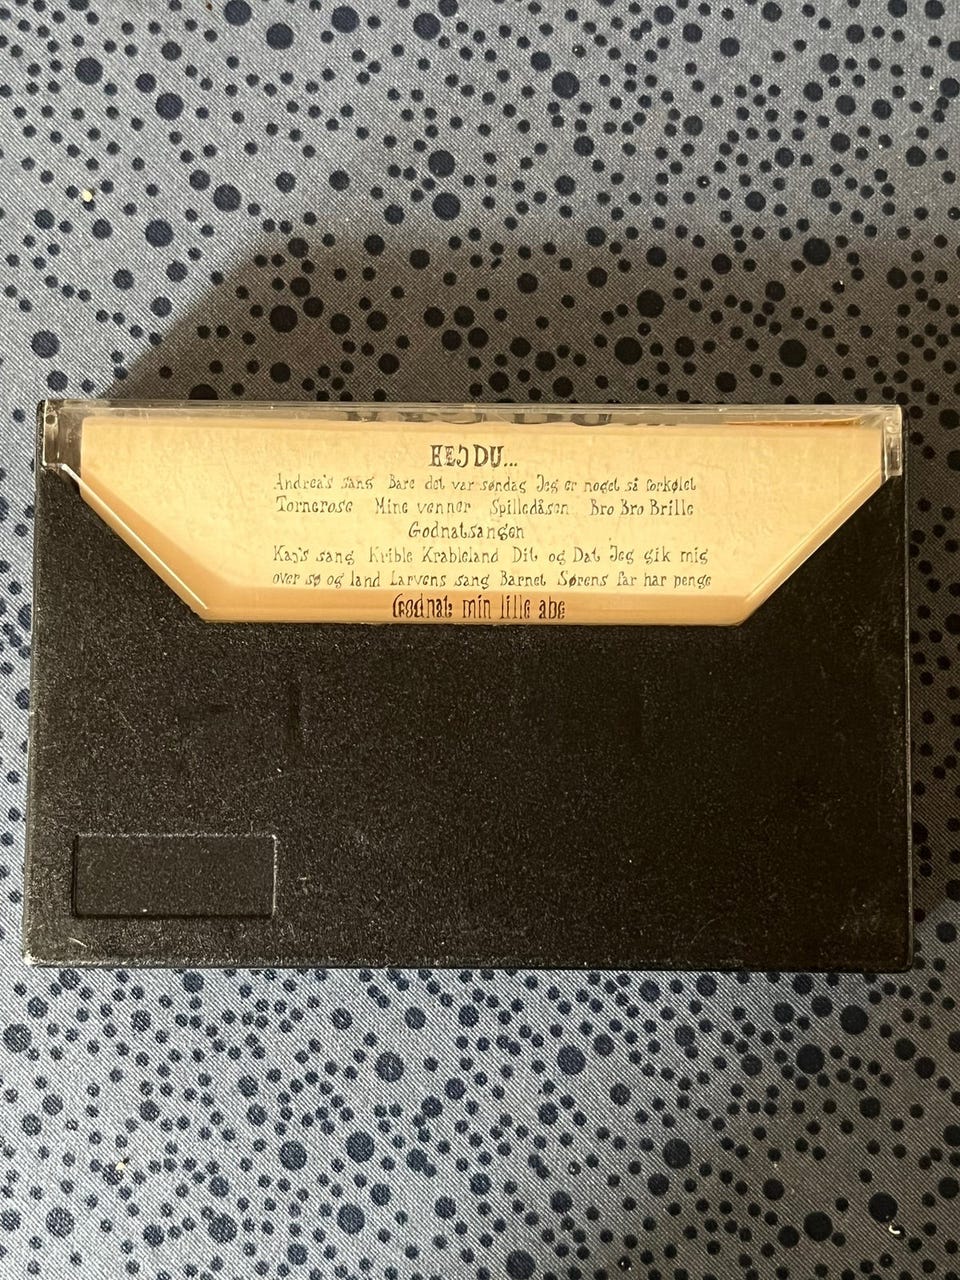 HEJ DU...
Andrea's sang Bare det var søndag Jeg er noget så forkølet
Tornerose Mine venner Spilledåsen Bro Bro Brille
Godnatsangen
Kaj's sang Krible Krableland Dit og Dat Jeg gik mig
over sø og land Larvens sang Barnet Sørens far har penge
Godnat min lille abe